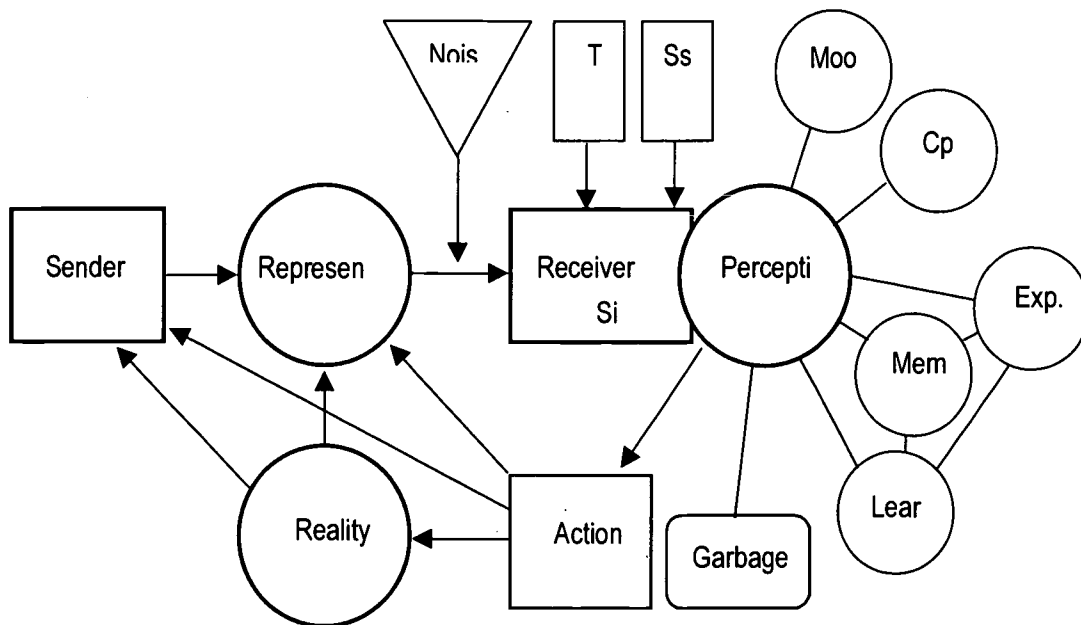 Nois
T
Ss
Moo
Cp
Sender
Represen
Receiver
Si
Percepti
Exp.
Mem
Reality
Action
Garbage
Lear